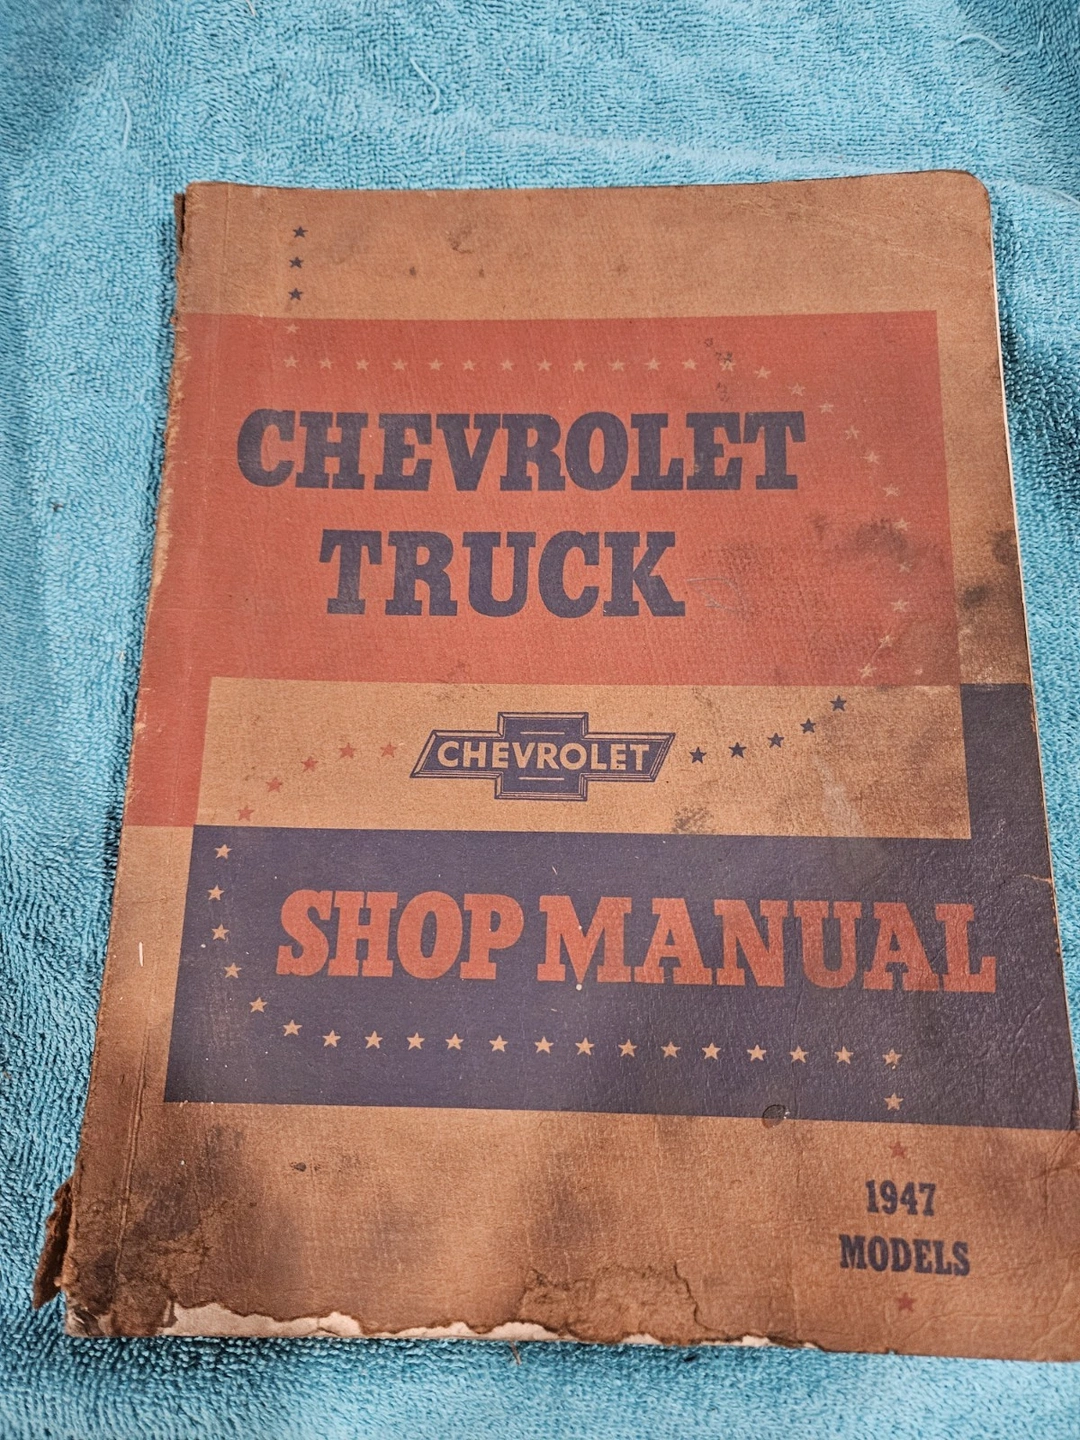 CHEVROLET
TRUCK
CHEVROLET
SHOP MANUAL
1947
MODELS